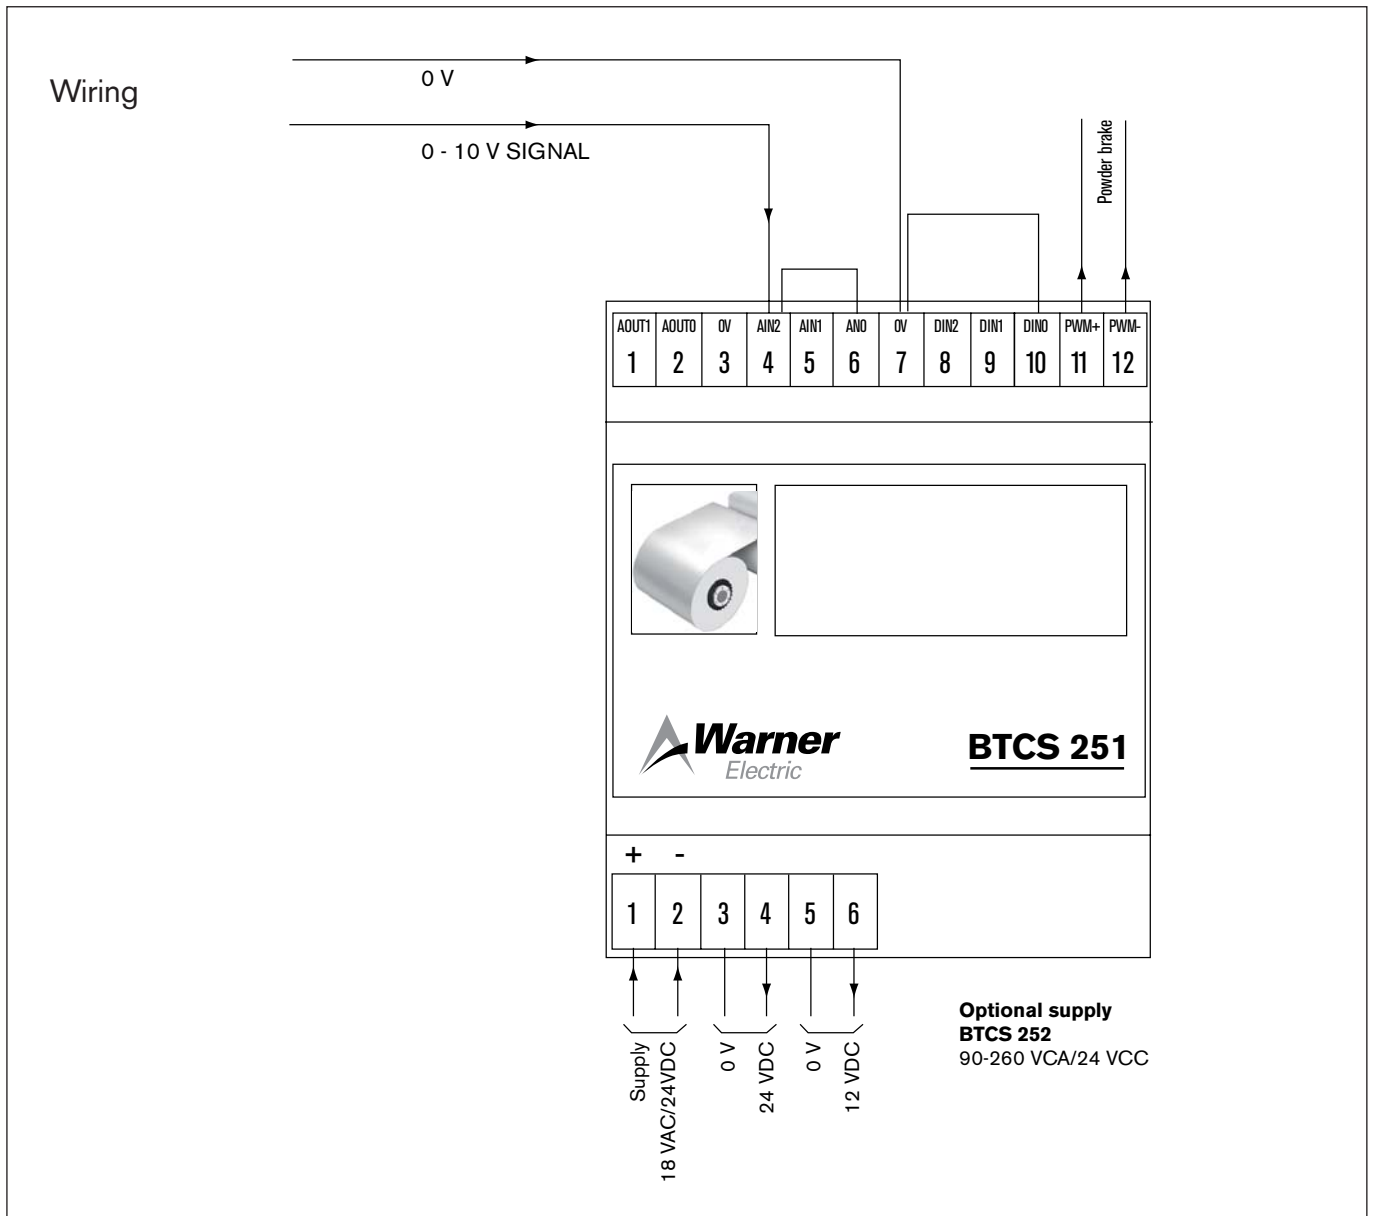 Wiring
0 V
0 - 10 V SIGNAL
Powder brake
AOUT1 AOUT0 0V AIN2 AIN1 AN0 0V DIN2 DIN1 DIN0 PWM+ PWM-
1 2 3 4 5 6 7 8 9 10 11 12
Warner
Electric
BTCS 251
+ -
1 2 3 4 5 6
Supply
18 VAC/24VDC
0 V
24 VDC
0 V
12 VDC
Optional supply
BTCS 252
90-260 VCA/24 VCC